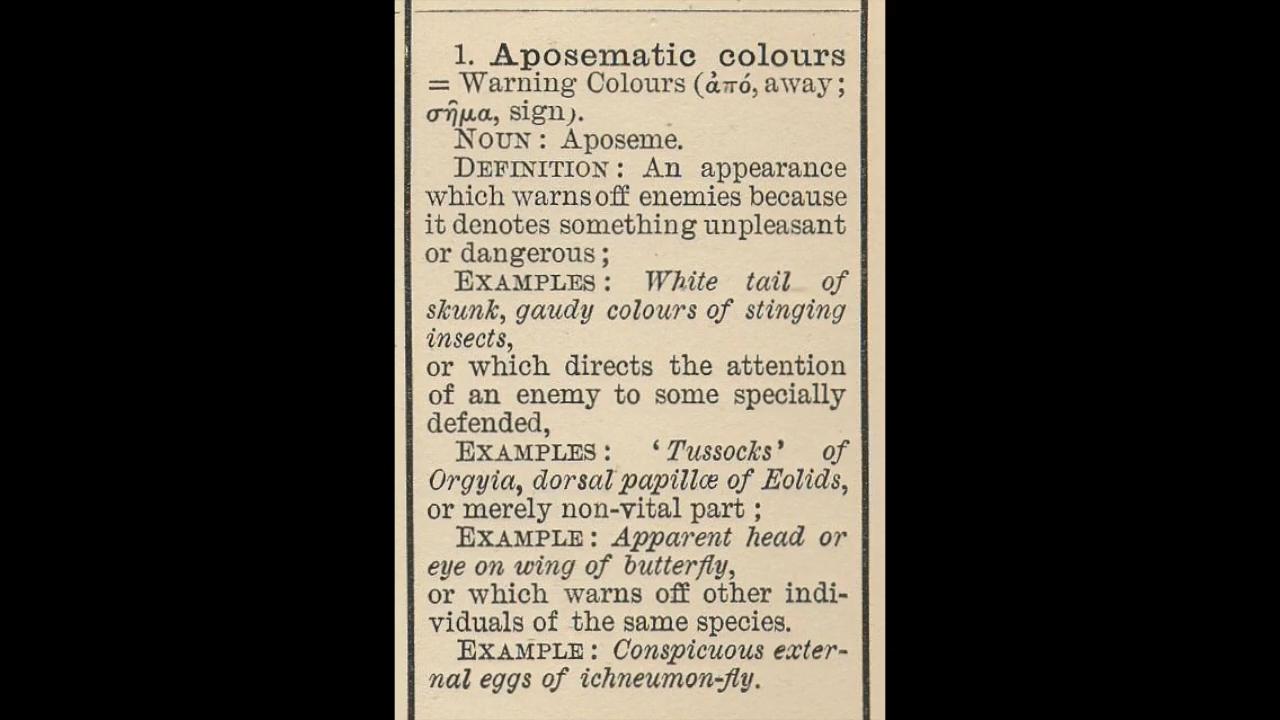 1. Aposematic colours
= Warning Colours (ἀπό, away;
σῆμα, sign).
NOUN: Aposeme.
DEFINITION: An appearance
which warns off enemies because
it denotes something unpleasant
or dangerous;
EXAMPLES: White tail of
skunk, gaudy colours of stinging
insects,
or which directs the attention
of an enemy to some specially
defended,
EXAMPLES: ‘Tussocks’ of
Orgyia, dorsal papillæ of Eolids,
or merely non-vital part;
EXAMPLE: Apparent head or
eye on wing of butterfly,
or which warns off other indi-
viduals of the same species.
EXAMPLE: Conspicuous exter-
nal eggs of ichneumon-fly.